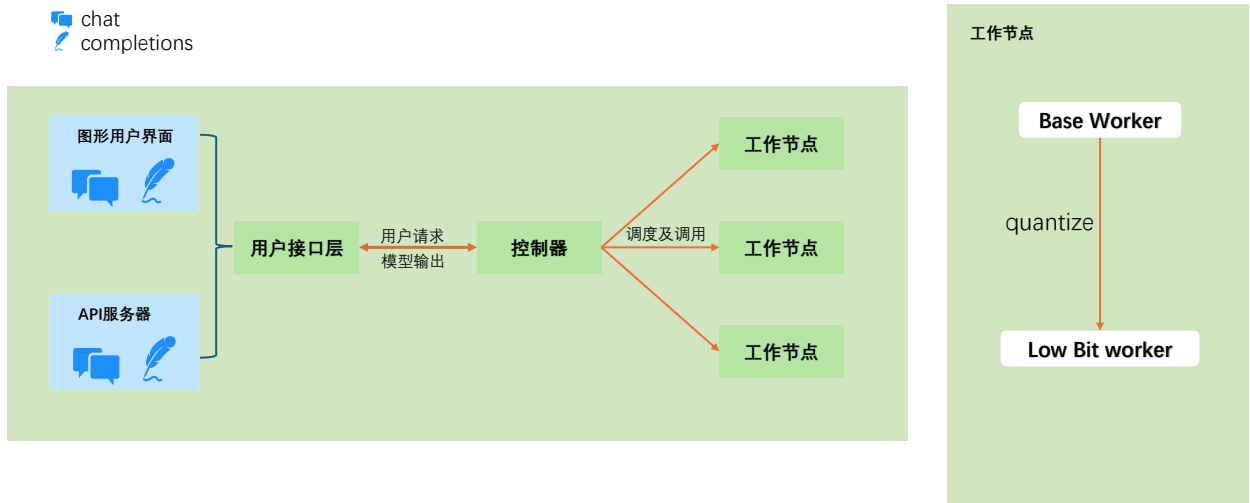 chat
completions
图形用户界面
API服务器
用户接口层
用户请求
模型输出
控制器
调度及调用
工作节点
工作节点
工作节点
工作节点
Base Worker
quantize
Low Bit worker